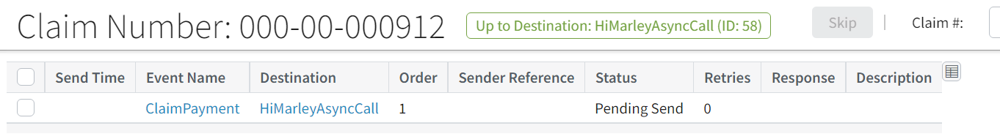 Claim Number: 000-00-000912 Up to Destination: HiMarleyAsyncCall (ID: 58) Skip Claim #:
Send Time Event Name Destination Order Sender Reference Status Retries Response Description
ClaimPayment HiMarleyAsyncCall 1 Pending Send 0